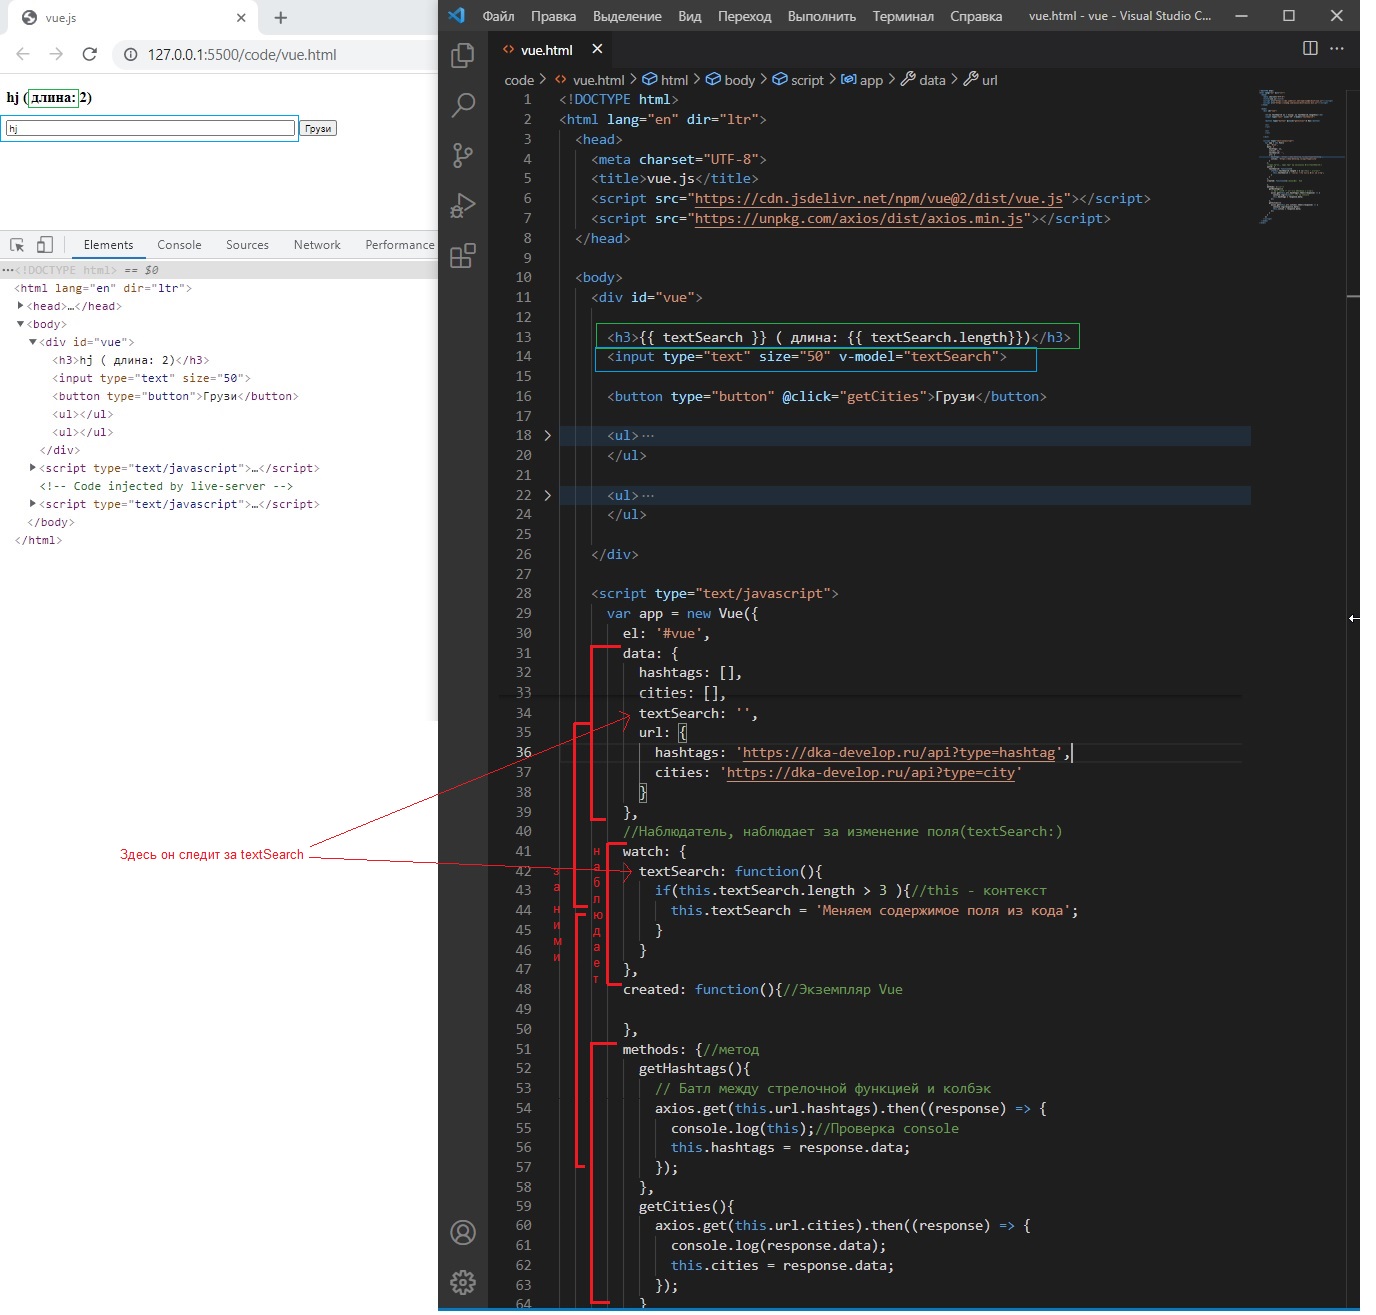 vue.js
127.0.0.1:5500/code/vue.html
hj ( длина: 2)
hj
Грузи
Elements Console Sources Network Performance
<!DOCTYPE html> == $0
<html lang="en" dir="ltr">
<head>…</head>
<body>
<div id="vue">
<h3>hj ( длина: 2)</h3>
<input type="text" size="50">
<button type="button">Грузи</button>
<ul></ul>
<ul></ul>
</div>
<script type="text/javascript">…</script>
<!-- Code injected by live-server -->
<script type="text/javascript">…</script>
</body>
</html>
Здесь он следит за textSearch
Файл Правка Выделение Вид Переход Выполнить Терминал Справка vue.html - vue - Visual Studio C...
vue.html
code > vue.html > html > body > script > app > data > url
1 <!DOCTYPE html>
2 <html lang="en" dir="ltr">
3 <head>
4 <meta charset="UTF-8">
5 <title>vue.js</title>
6 <script src="https://cdn.jsdelivr.net/npm/vue@2/dist/vue.js"></script>
7 <script src="https://unpkg.com/axios/dist/axios.min.js"></script>
8 </head>
9
10 <body>
11 <div id="vue">
12
13 <h3>{{ textSearch }} ( длина: {{ textSearch.length}})</h3>
14 <input type="text" size="50" v-model="textSearch">
15
16 <button type="button" @click="getCities">Грузи</button>
17
18 <ul>…
20 </ul>
21
22 <ul>…
24 </ul>
25
26 </div>
27
28 <script type="text/javascript">
29 var app = new Vue({
30 el: '#vue',
31 data: {
32 hashtags: [],
33 cities: [],
34 textSearch: '',
35 url: {
36 hashtags: 'https://dka-develop.ru/api?type=hashtag',
37 cities: 'https://dka-develop.ru/api?type=city'
38 }
39 },
40 //Наблюдатель, наблюдает за изменение поля(textSearch:)
41 watch: {
42 textSearch: function(){
43 if(this.textSearch.length > 3 ){//this - контекст
44 this.textSearch = 'Меняем содержимое поля из кода';
45 }
46 }
47 },
48 created: function(){//Экземпляр Vue
49
50 },
51 methods: {//метод
52 getHashtags(){
53 // Батл между стрелочной функцией и колбэк
54 axios.get(this.url.hashtags).then((response) => {
55 console.log(this);//Проверка console
56 this.hashtags = response.data;
57 });
58 },
59 getCities(){
60 axios.get(this.url.cities).then((response) => {
61 console.log(response.data);
62 this.cities = response.data;
63 });
64 }
наблюдает
за ними